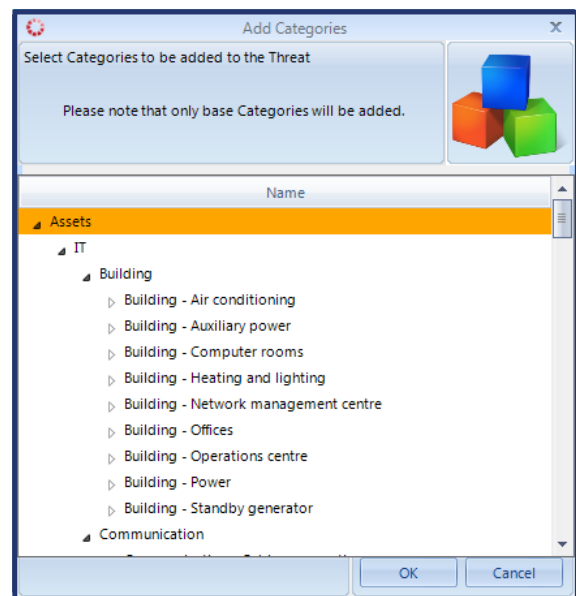 Add Categories
Select Categories to be added to the Threat
Please note that only base Categories will be added.
Name
Assets
IT
Building
Building - Air conditioning
Building - Auxiliary power
Building - Computer rooms
Building - Heating and lighting
Building - Network management centre
Building - Offices
Building - Operations centre
Building - Power
Building - Standby generator
Communication
OK Cancel